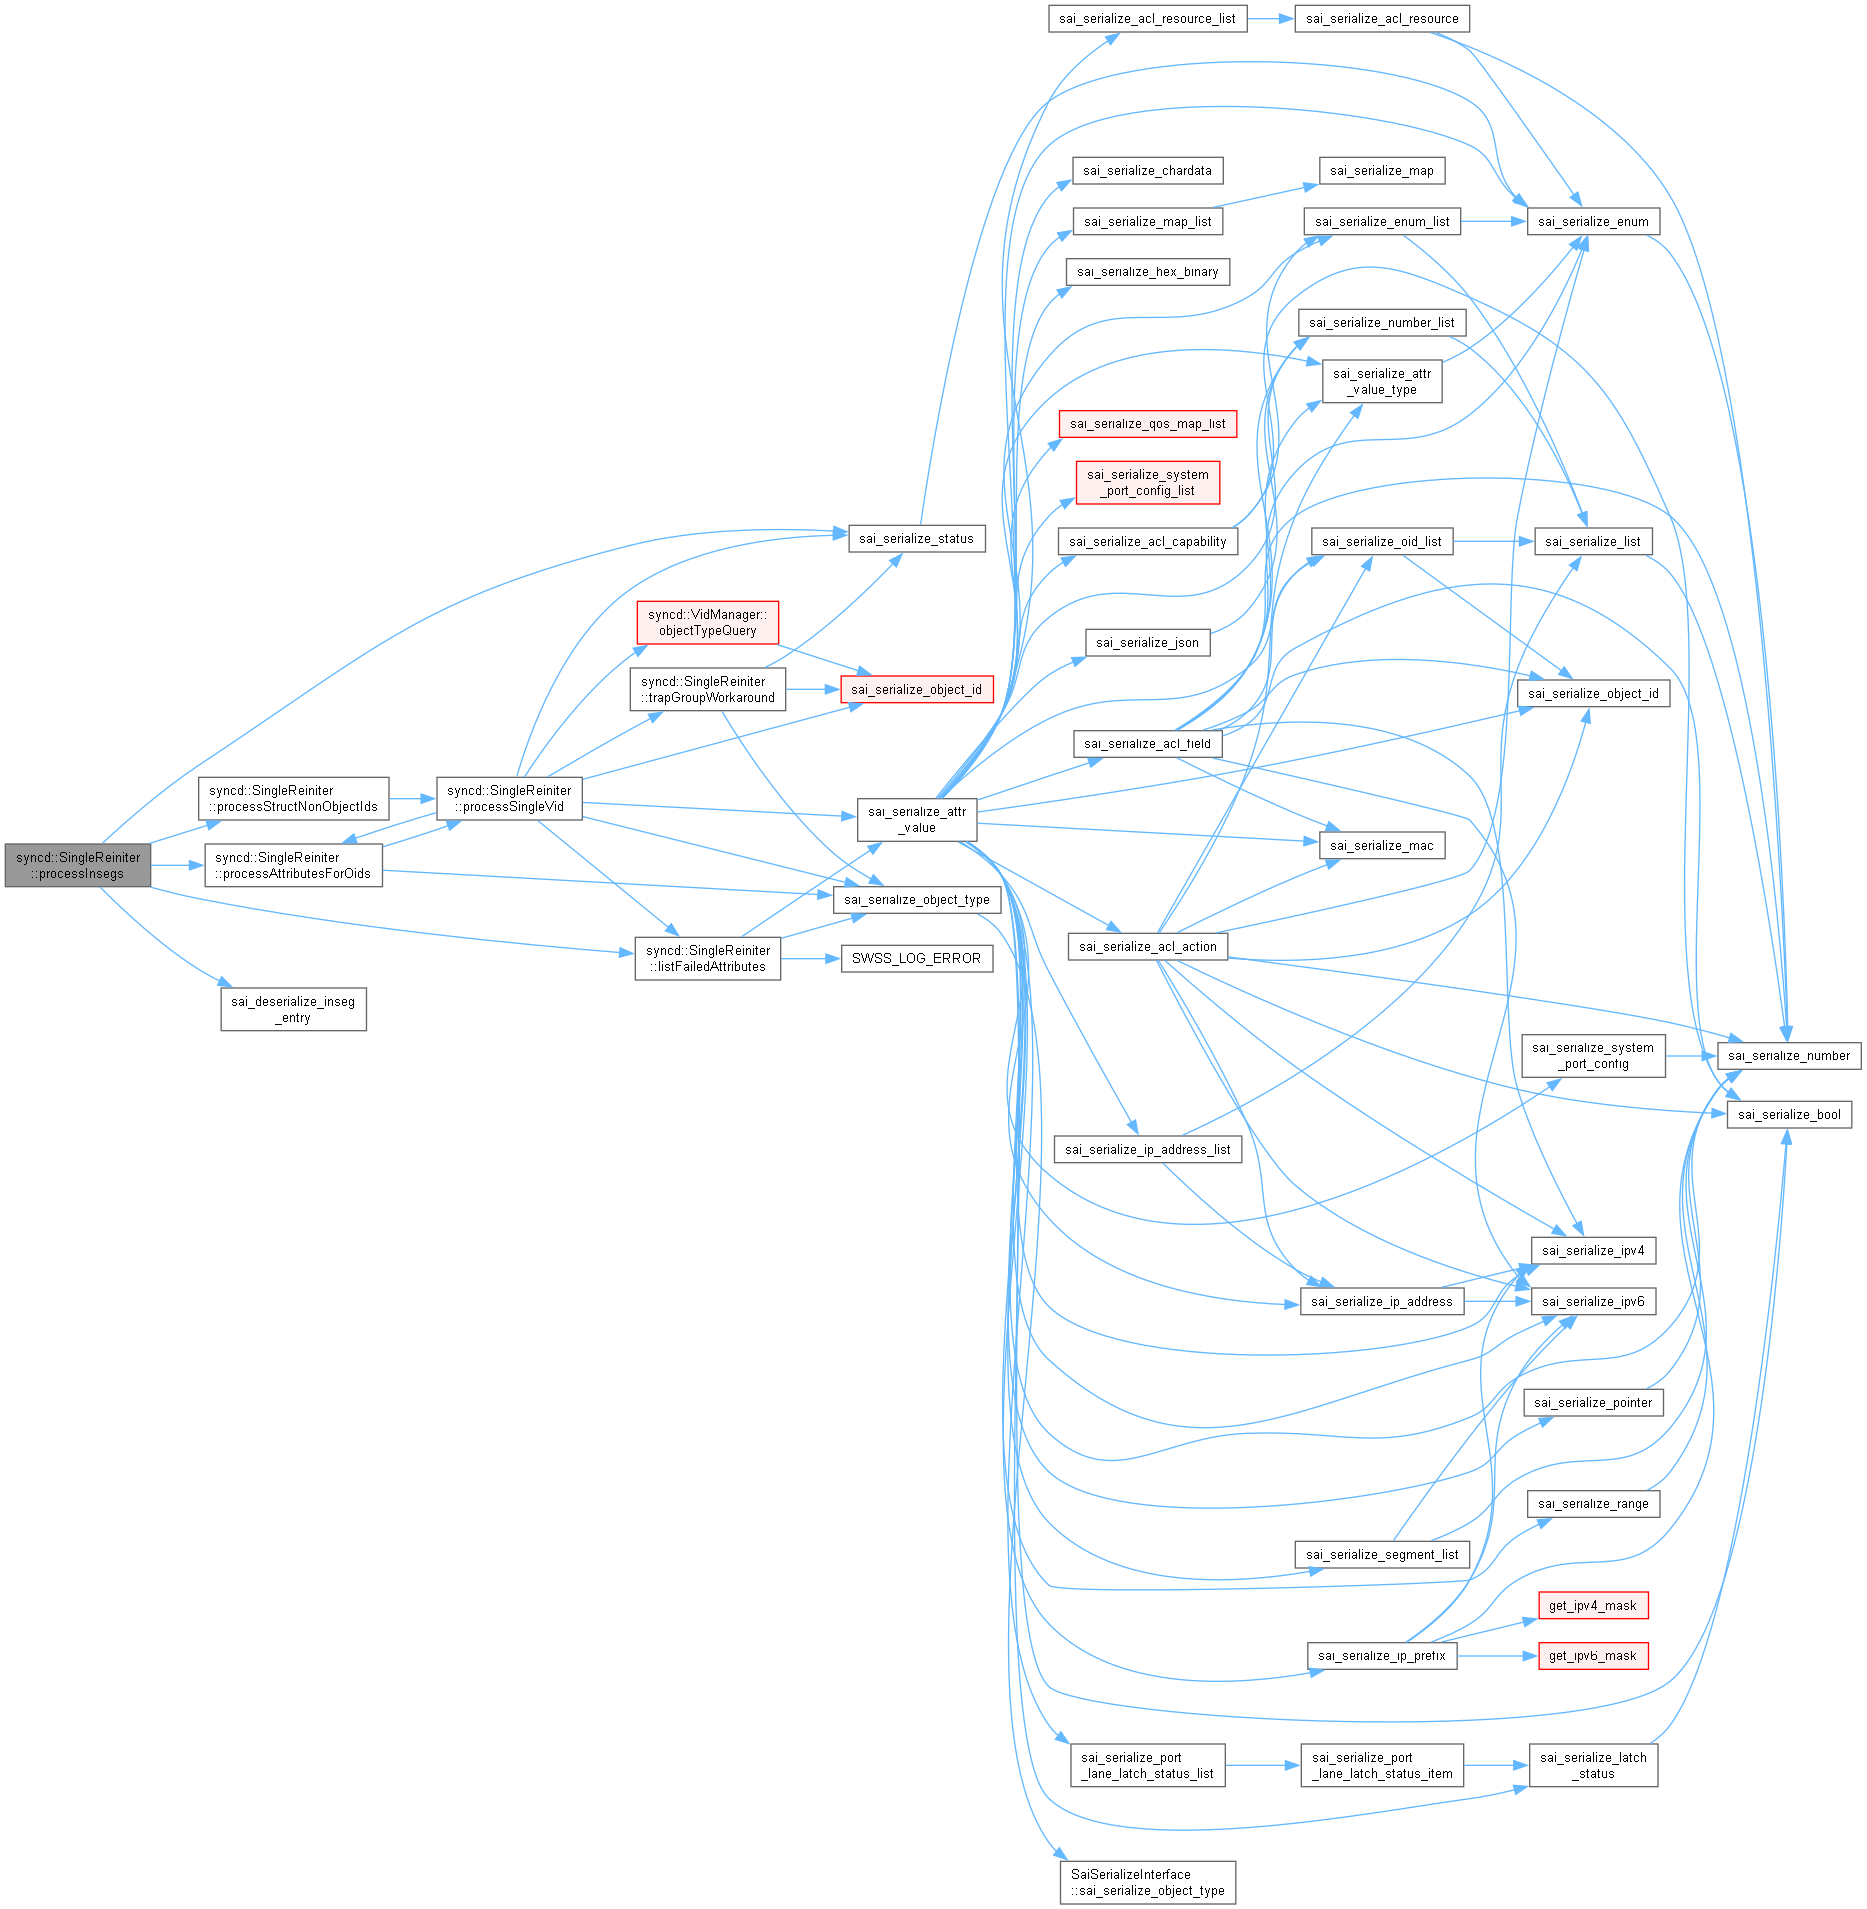 syncd::SingleReiniter
::processInsegs
syncd::SingleReiniter
::processStructNonObjectIds
syncd::SingleReiniter
::processAttributesForOids
sai_deserialize_inseg
_entry
syncd::SingleReiniter
::processSingleVid
syncd::VidManager::
objectTypeQuery
syncd::SingleReiniter
::trapGroupWorkaround
syncd::SingleReiniter
::listFailedAttributes
sai_serialize_status
sai_serialize_object_id
sai_serialize_attr
_value
sai_serialize_object_type
SWSS_LOG_ERROR
sai_serialize_acl_resource_list
sai_serialize_chardata
sai_serialize_map_list
sai_serialize_hex_binary
sai_serialize_qos_map_list
sai_serialize_system
_port_config_list
sai_serialize_acl_capability
sai_serialize_json
sai_serialize_acl_field
sai_serialize_acl_action
sai_serialize_ip_address_list
sai_serialize_port
_lane_latch_status_list
SaiSerializeInterface
::sai_serialize_object_type
sai_serialize_acl_resource
sai_serialize_map
sai_serialize_enum_list
sai_serialize_number_list
sai_serialize_attr
_value_type
sai_serialize_oid_list
sai_serialize_mac
sai_serialize_ip_address
sai_serialize_segment_list
sai_serialize_ip_prefix
sai_serialize_port
_lane_latch_status_item
sai_serialize_enum
sai_serialize_list
sai_serialize_object_id
sai_serialize_system
_port_config
sai_serialize_ipv4
sai_serialize_ipv6
sai_serialize_pointer
sai_serialize_range
get_ipv4_mask
get_ipv6_mask
sai_serialize_latch
_status
sai_serialize_number
sai_serialize_bool